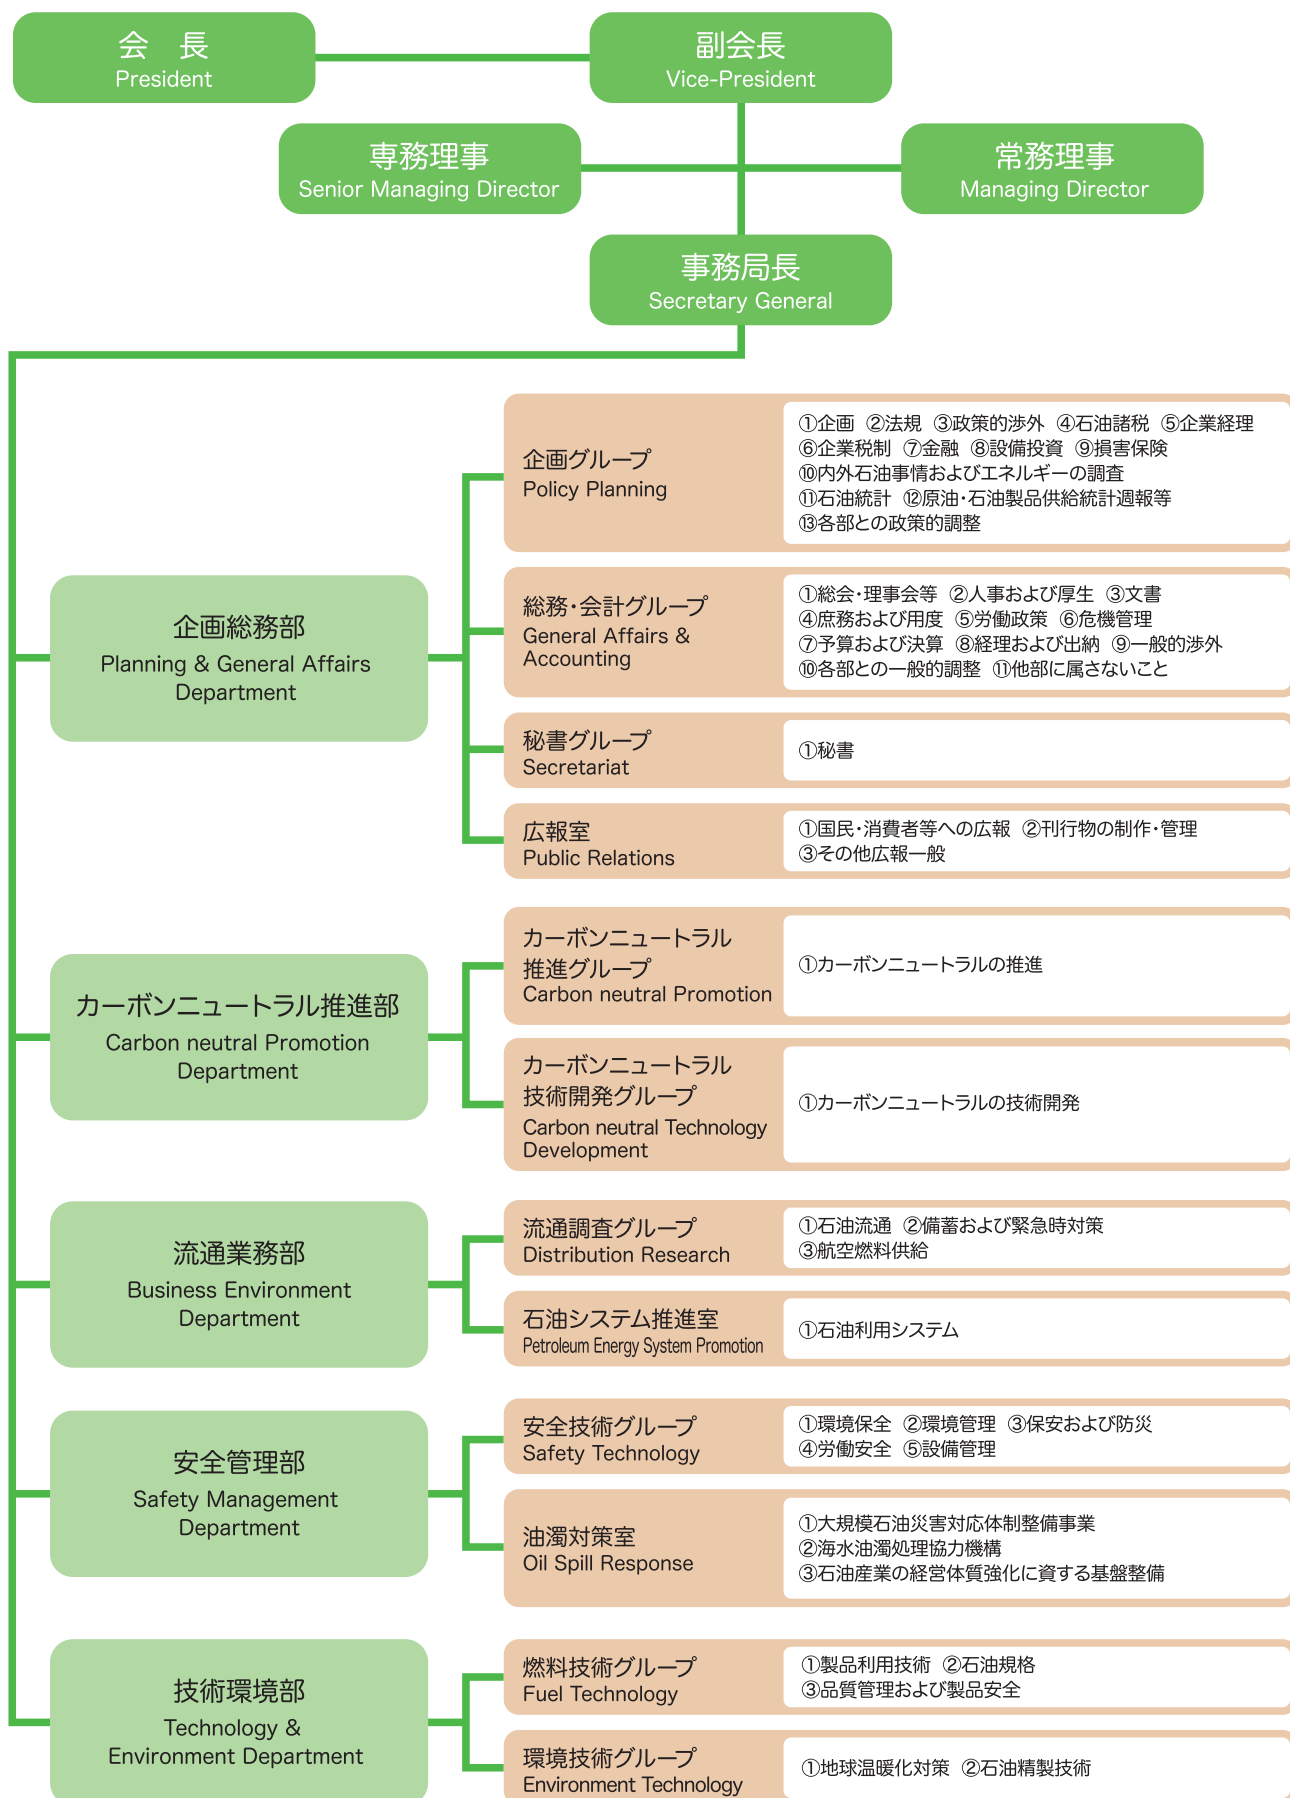 会　長
President
副会長
Vice-President
専務理事
Senior Managing Director
常務理事
Managing Director
事務局長
Secretary General
企画総務部
Planning & General Affairs
Department
企画グループ
Policy Planning
①企画 ②法規 ③政策的渉外 ④石油諸税 ⑤企業経理
⑥企業税制 ⑦金融 ⑧設備投資 ⑨損害保険
⑩内外石油事情およびエネルギーの調査
⑪石油統計 ⑫原油・石油製品供給統計週報等
⑬各部との政策的調整
総務・会計グループ
General Affairs &
Accounting
①総会・理事会等 ②人事および厚生 ③文書
④庶務および用度 ⑤労働政策 ⑥危機管理
⑦予算および決算 ⑧経理および出納 ⑨一般的渉外
⑩各部との一般的調整 ⑪他部に属さないこと
秘書グループ
Secretariat
①秘書
広報室
Public Relations
①国民・消費者等への広報 ②刊行物の制作・管理
③その他広報一般
カーボンニュートラル推進部
Carbon neutral Promotion
Department
カーボンニュートラル
推進グループ
Carbon neutral Promotion
①カーボンニュートラルの推進
カーボンニュートラル
技術開発グループ
Carbon neutral Technology
Development
①カーボンニュートラルの技術開発
流通業務部
Business Environment
Department
流通調査グループ
Distribution Research
①石油流通 ②備蓄および緊急時対策
③航空燃料供給
石油システム推進室
Petroleum Energy System Promotion
①石油利用システム
安全管理部
Safety Management
Department
安全技術グループ
Safety Technology
①環境保全 ②環境管理 ③保安および防災
④労働安全 ⑤設備管理
油濁対策室
Oil Spill Response
①大規模石油災害対応体制整備事業
②海水油濁処理協力機構
③石油産業の経営体質強化に資する基盤整備
技術環境部
Technology &
Environment Department
燃料技術グループ
Fuel Technology
①製品利用技術 ②石油規格
③品質管理および製品安全
環境技術グループ
Environment Technology
①地球温暖化対策 ②石油精製技術